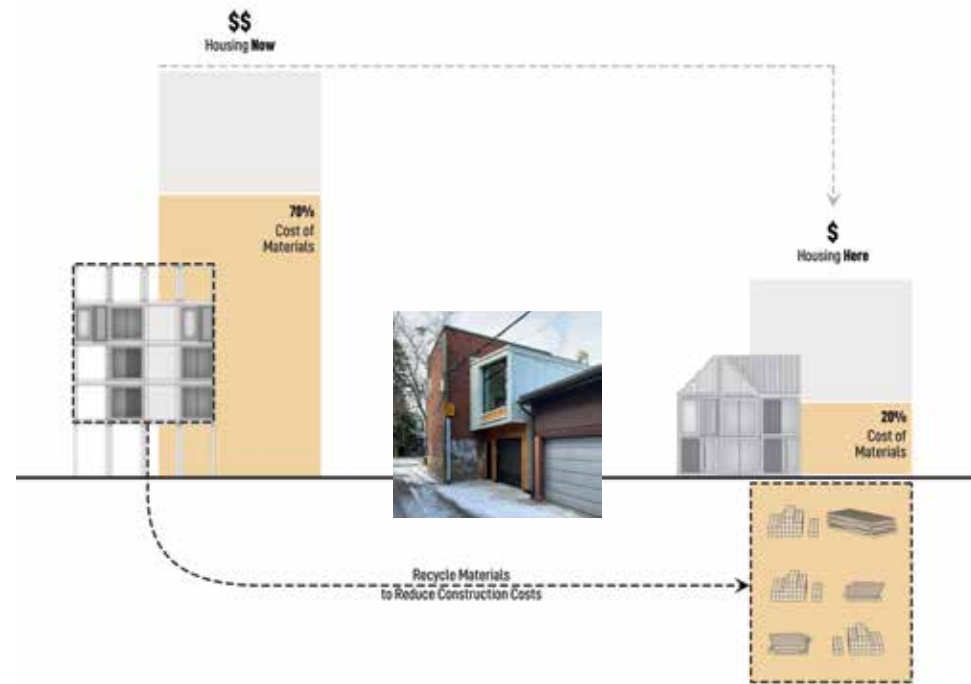 $$
Housing Now
70%
Cost of
Materials
$
Housing Here
20%
Cost of
Materials
Recycle Materials
to Reduce Construction Costs